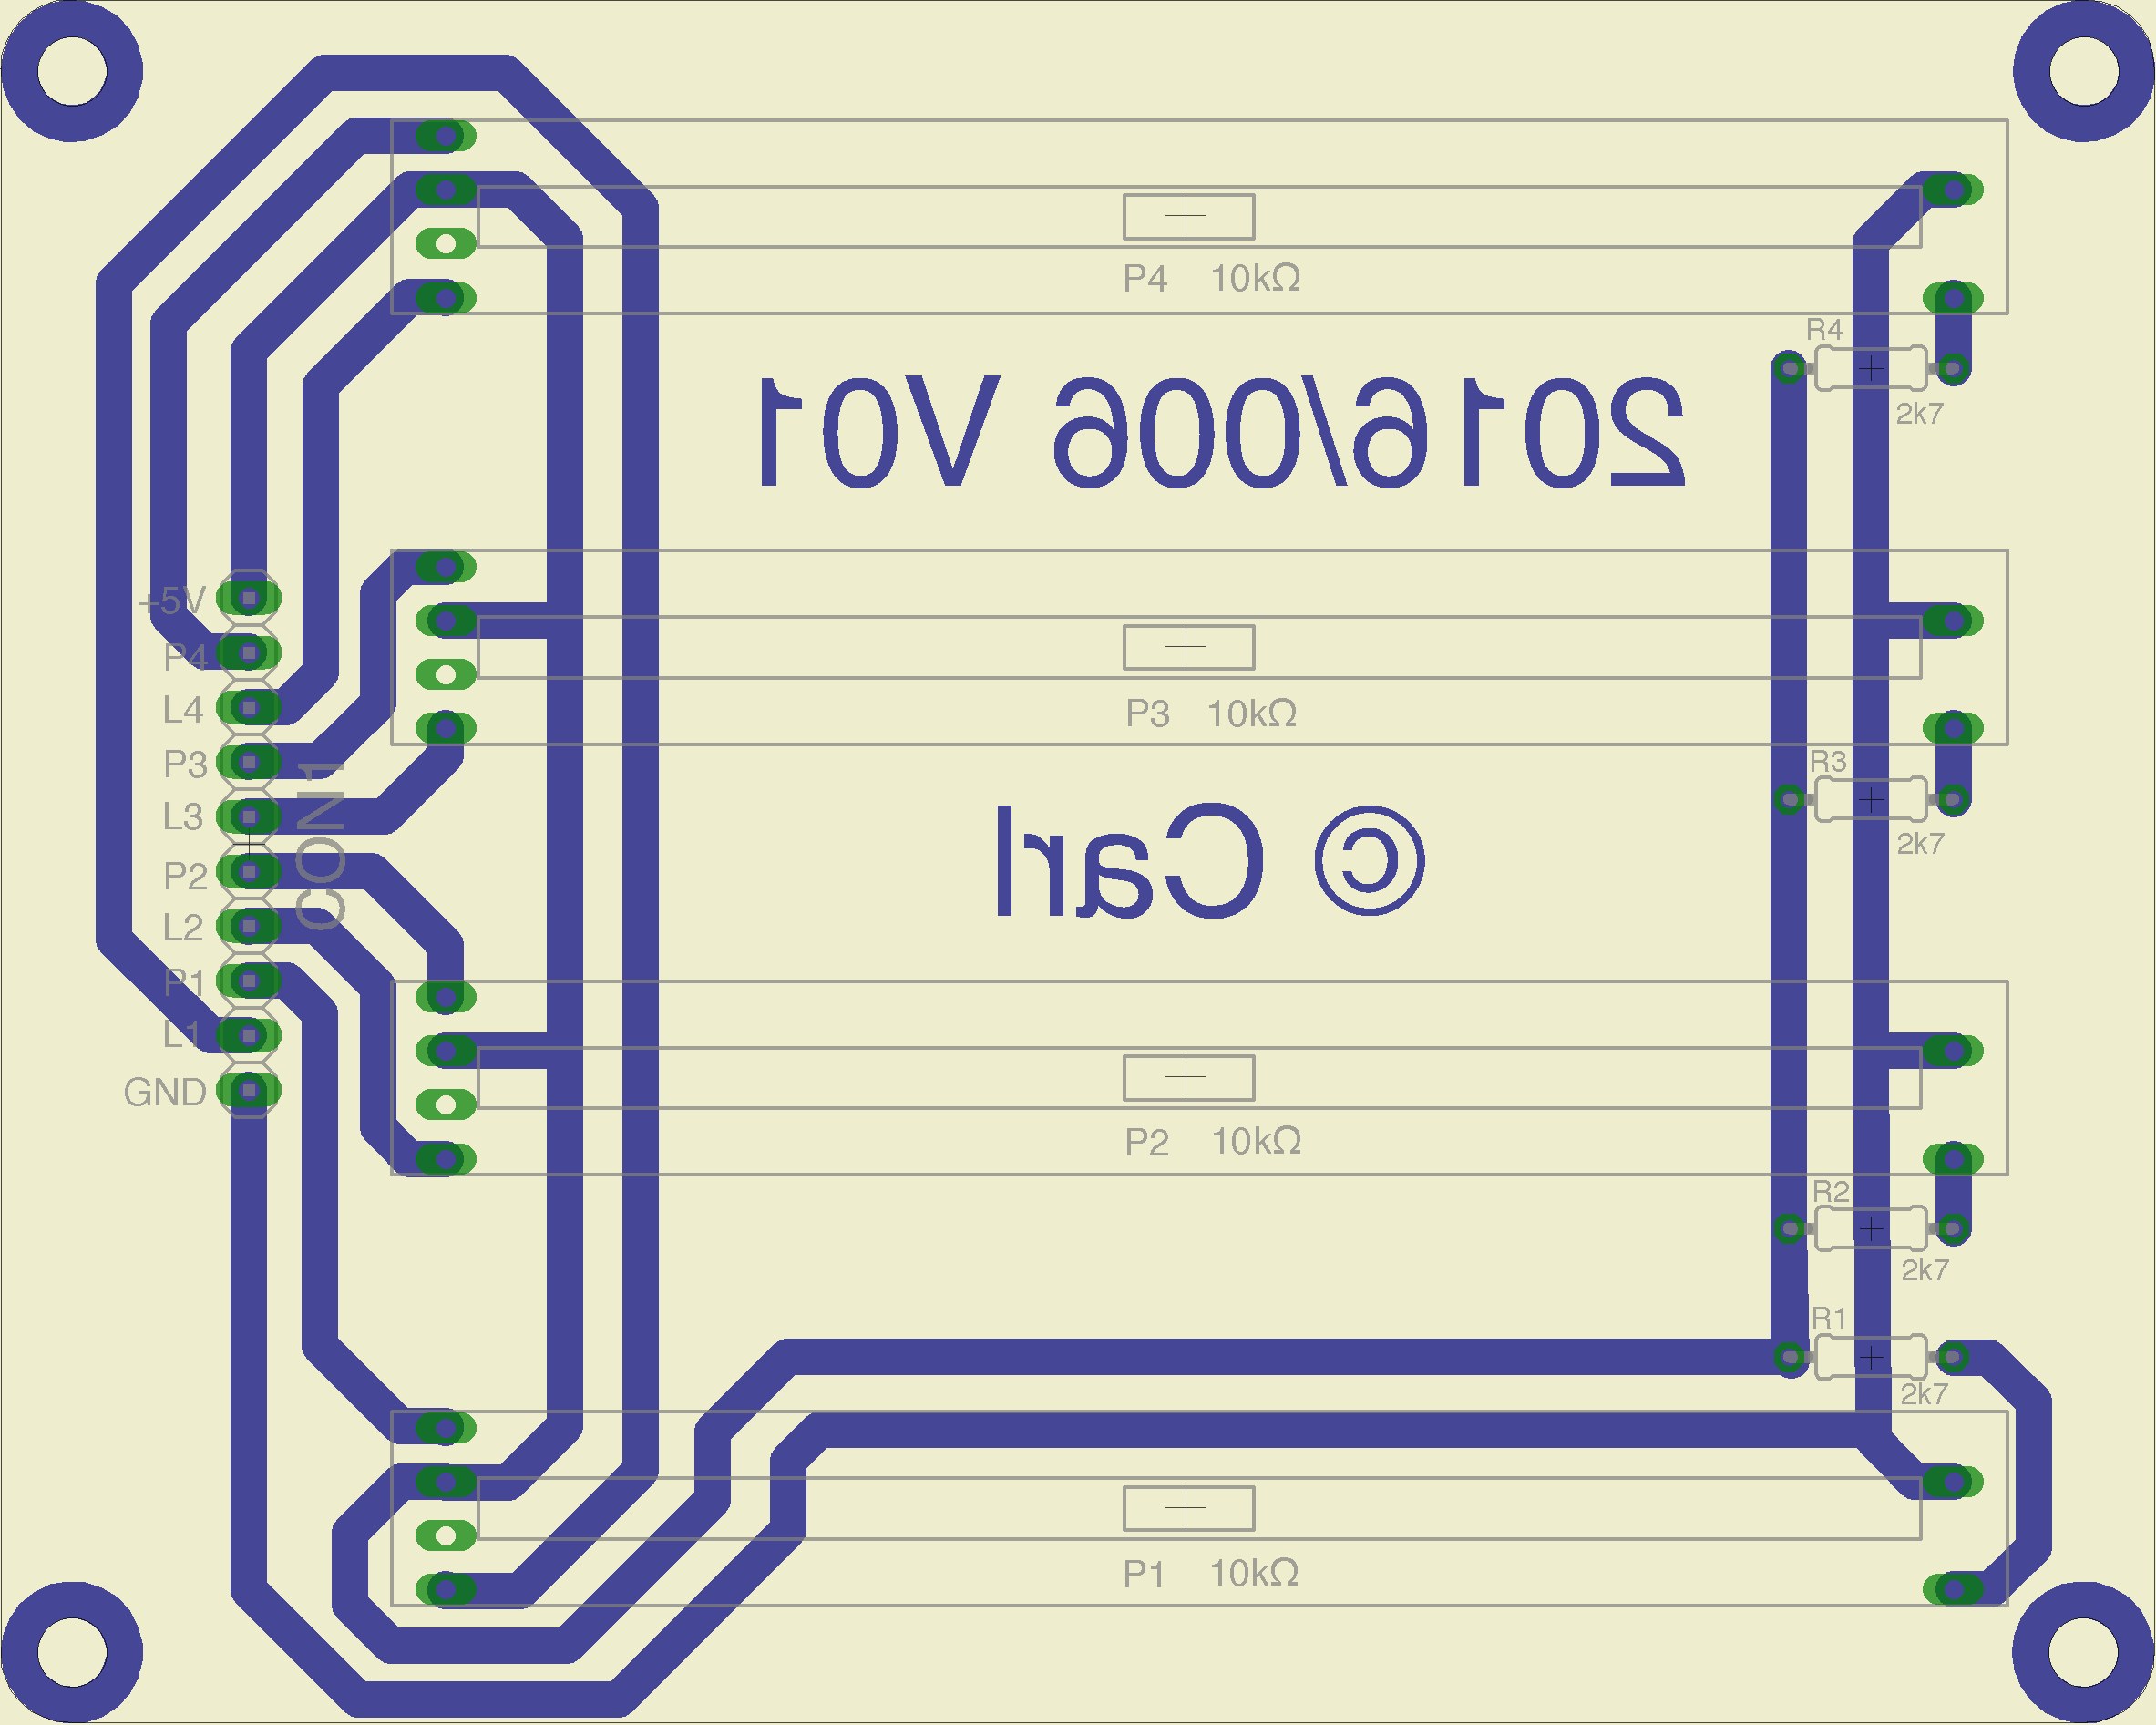 P4 10kΩ
R4
2k7
2016/006 V01
+5V
P4
L4
P3
L3
P2
L2
P1
L1
GND
CON1
P3 10kΩ
R3
2k7
© Carl
P2 10kΩ
R2
2k7
R1
2k7
P1 10kΩ